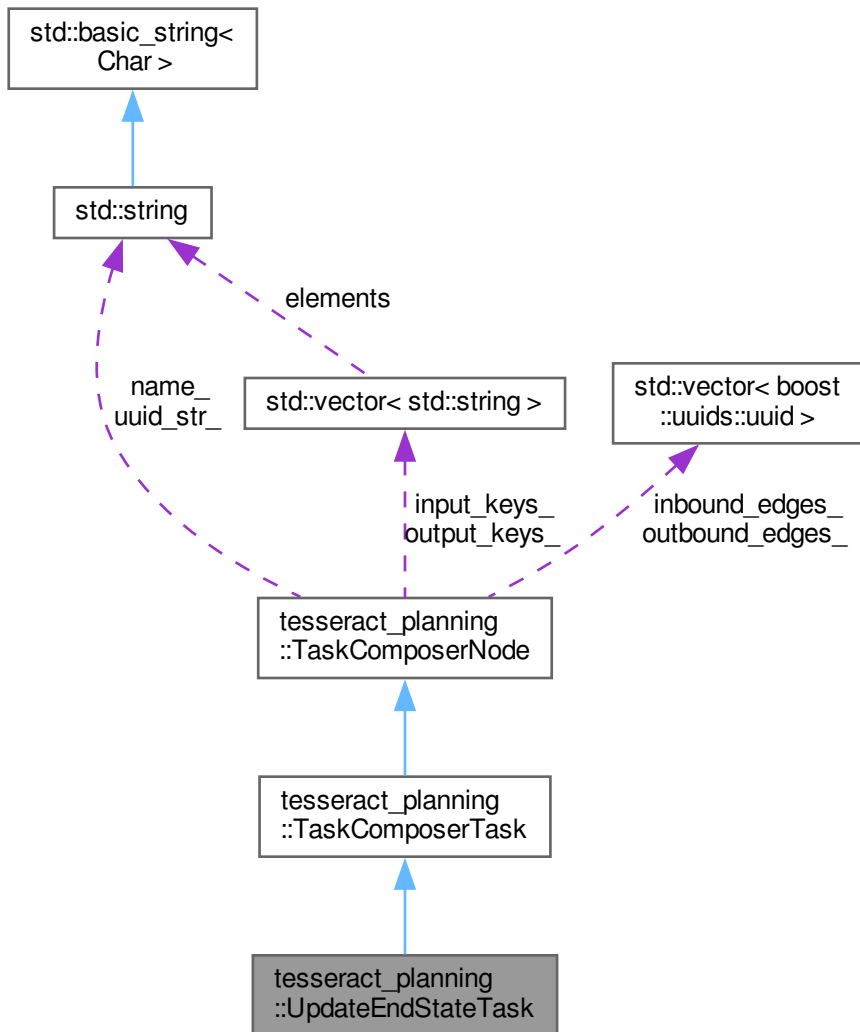 std::basic_string<
Char >
std::string
elements
name_
uuid_str_
std::vector< std::string >
std::vector< boost
::uuids::uuid >
input_keys_
output_keys_
inbound_edges_
outbound_edges_
tesseract_planning
::TaskComposerNode
tesseract_planning
::TaskComposerTask
tesseract_planning
::UpdateEndStateTask